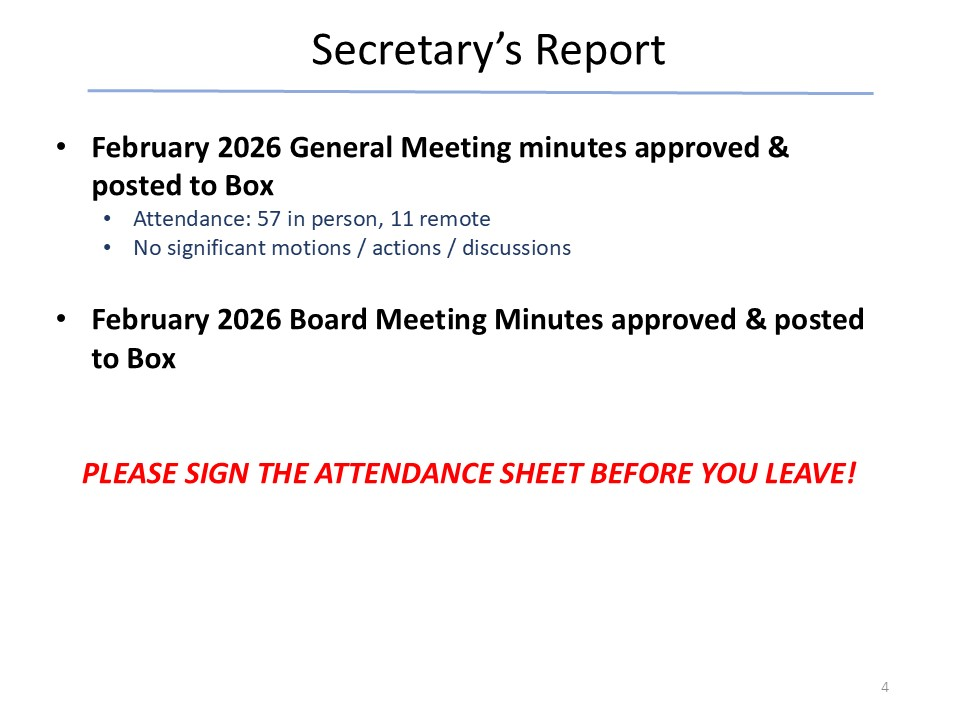 Secretary’s Report
• February 2026 General Meeting minutes approved &
posted to Box
• Attendance: 57 in person, 11 remote
• No significant motions / actions / discussions
• February 2026 Board Meeting Minutes approved & posted
to Box
PLEASE SIGN THE ATTENDANCE SHEET BEFORE YOU LEAVE!
4